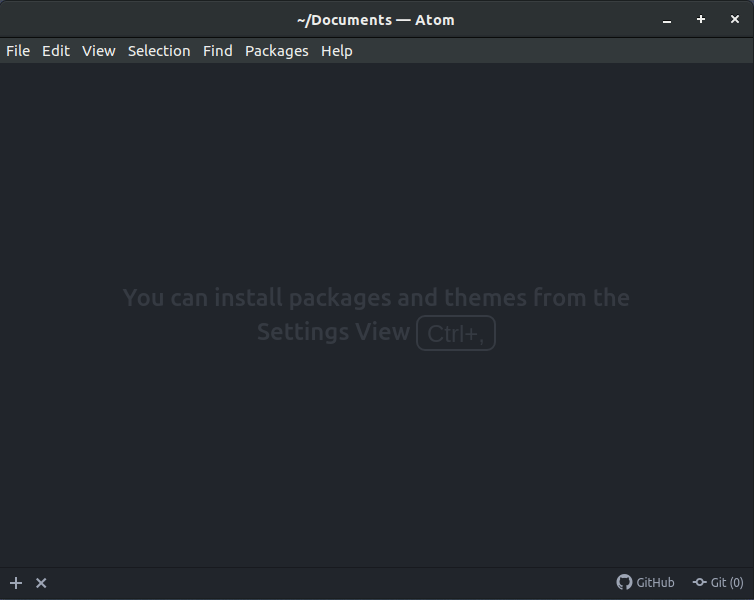 ~/Documents — Atom
File Edit View Selection Find Packages Help
You can install packages and themes from the
Settings View Ctrl+,
GitHub Git (0)